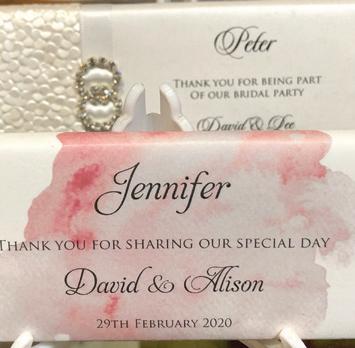 Peter
THANK YOU FOR BEING PART
OF OUR BRIDAL PARTY
David & Dee
Jennifer
THANK YOU FOR SHARING OUR SPECIAL DAY
David & Alison
29TH FEBRUARY 2020